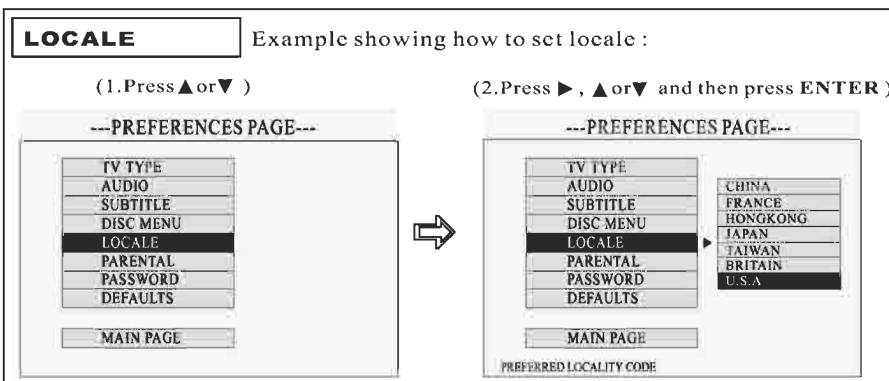 LOCALE
Example showing how to set locale :
(1.Press▲or▼ )
(2.Press ▶ , ▲or▼ and then press ENTER )
---PREFERENCES PAGE---
TV TYPE
AUDIO
SUBTITLE
DISC MENU
LOCALE
PARENTAL
PASSWORD
DEFAULTS
MAIN PAGE
---PREFERENCES PAGE---
TV TYPE
AUDIO
SUBTITLE
DISC MENU
LOCALE
PARENTAL
PASSWORD
DEFAULTS
MAIN PAGE
CHINA
FRANCE
HONGKONG
JAPAN
TAIWAN
BRITAIN
U.S.A
PREFERRED LOCALITY CODE